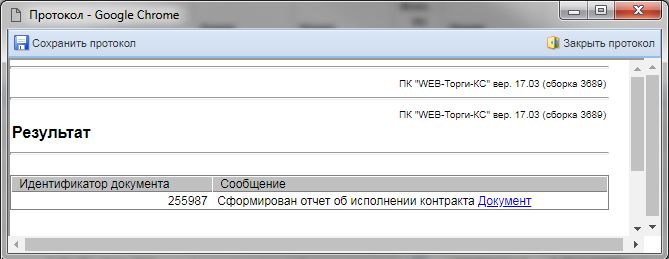 Протокол - Google Chrome
Сохранить протокол Закрыть протокол
ПК "WEB-Торги-КС" вер. 17.03 (сборка 3689)
ПК "WEB-Торги-КС" вер. 17.03 (сборка 3689)
Результат
Идентификатор документа Сообщение
255987 Сформирован отчет об исполнении контракта Документ